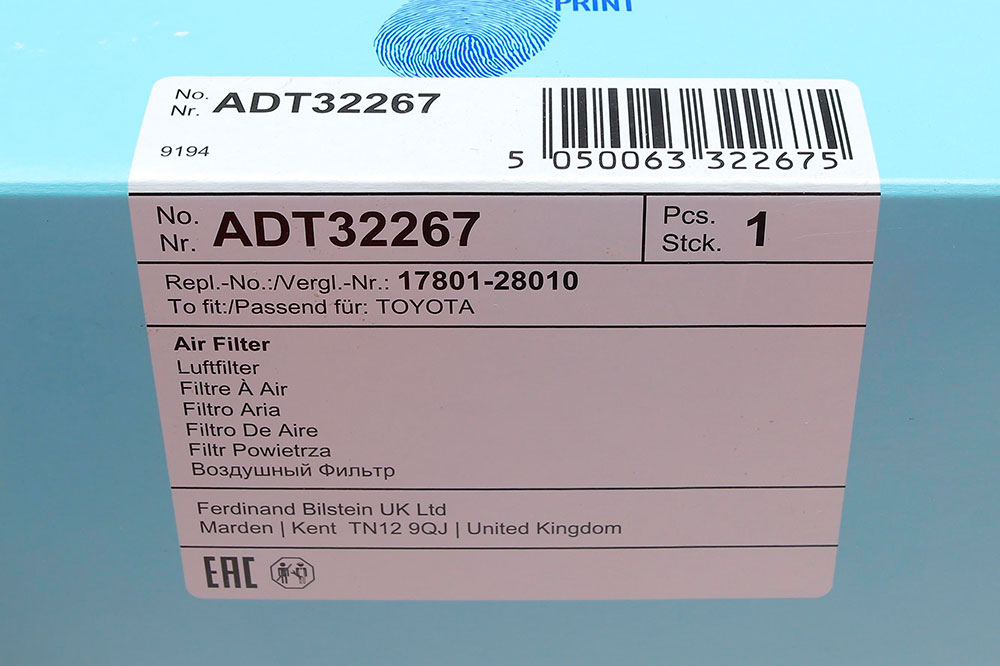 PRINT
No. Nr. ADT32267
9194
5 050063 322675
No. Nr. ADT32267
Pcs. Stck. 1
Repl.-No.:/Vergl.-Nr.: 17801-28010
To fit:/Passend für: TOYOTA
Air Filter
Luftfilter
Filtre À Air
Filtro Aria
Filtro De Aire
Filtr Powietrza
Воздушный Фильтр
Ferdinand Bilstein UK Ltd
Marden | Kent TN12 9QJ | United Kingdom
EAC